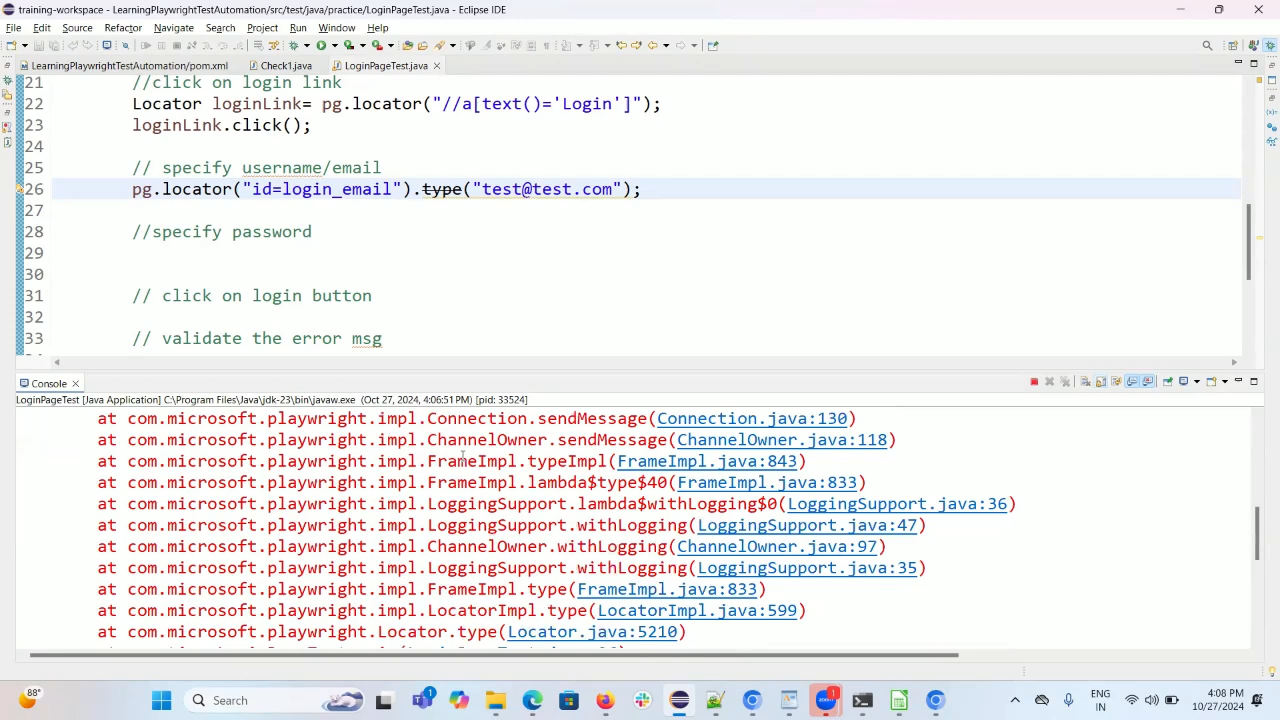 training-workspace - LearningPlaywrightTestAutomation/src/test/java/practice/LoginPageTest.java - Eclipse IDE
File Edit Source Refactor Navigate Search Project Run Window Help
LearningPlaywrightTestAutomation/pom.xml Check1.java LoginPageTest.java
21 //click on login link
22 Locator loginLink= pg.locator("//a[text()='Login']");
23 loginLink.click();
24
25 // specify username/email
26 pg.locator("id=login_email").type("test@test.com");
27
28 //specify password
29
30
31 // click on login button
32
33 // validate the error msg
Console
LoginPageTest [Java Application] C:\Program Files\Java\jdk-23\bin\javaw.exe (Oct 27, 2024, 4:06:51 PM) [pid: 33524]
at com.microsoft.playwright.impl.Connection.sendMessage(Connection.java:130)
at com.microsoft.playwright.impl.ChannelOwner.sendMessage(ChannelOwner.java:118)
at com.microsoft.playwright.impl.FrameImpl.typeImpl(FrameImpl.java:843)
at com.microsoft.playwright.impl.FrameImpl.lambda$type$40(FrameImpl.java:833)
at com.microsoft.playwright.impl.LoggingSupport.lambda$withLogging$0(LoggingSupport.java:36)
at com.microsoft.playwright.impl.LoggingSupport.withLogging(LoggingSupport.java:47)
at com.microsoft.playwright.impl.ChannelOwner.withLogging(ChannelOwner.java:97)
at com.microsoft.playwright.impl.LoggingSupport.withLogging(LoggingSupport.java:35)
at com.microsoft.playwright.impl.FrameImpl.type(FrameImpl.java:833)
at com.microsoft.playwright.impl.LocatorImpl.type(LocatorImpl.java:599)
at com.microsoft.playwright.Locator.type(Locator.java:5210)
88°
Search
1
1
ENG
IN
4:08 PM
10/27/2024